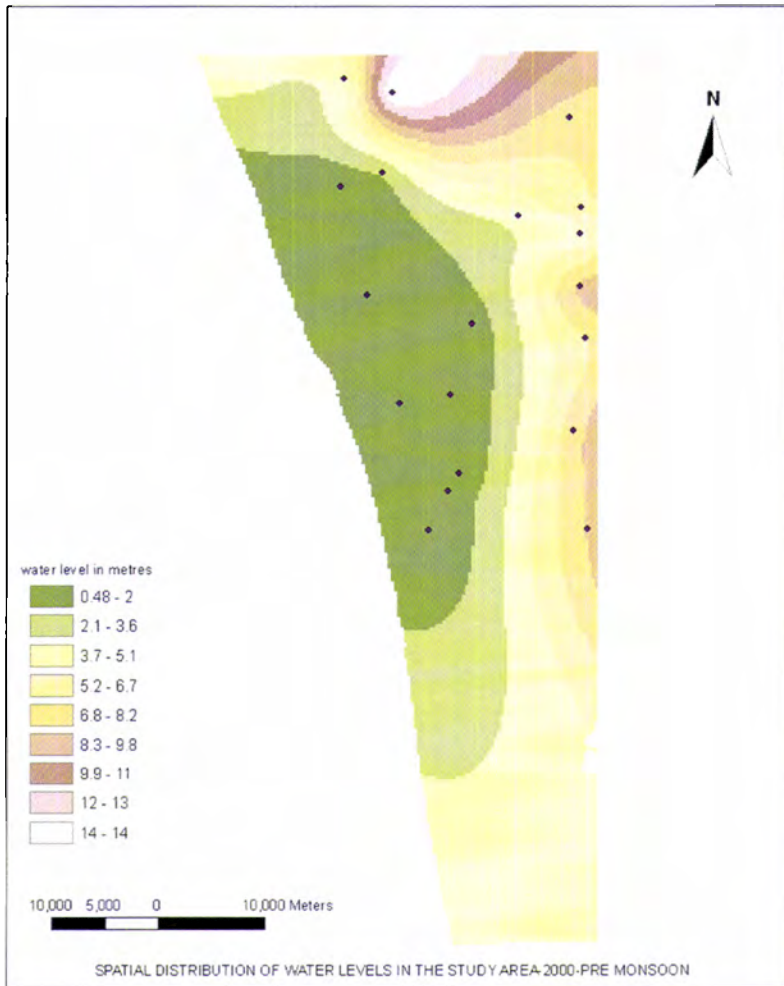 N
water level in metres
0.48 - 2
2.1 - 3.6
3.7 - 5.1
5.2 - 6.7
6.8 - 8.2
8.3 - 9.8
9.9 - 11
12 - 13
14 - 14
10,000 5,000 0 10,000 Meters
SPATIAL DISTRIBUTION OF WATER LEVELS IN THE STUDY AREA-2000-PRE MONSOON